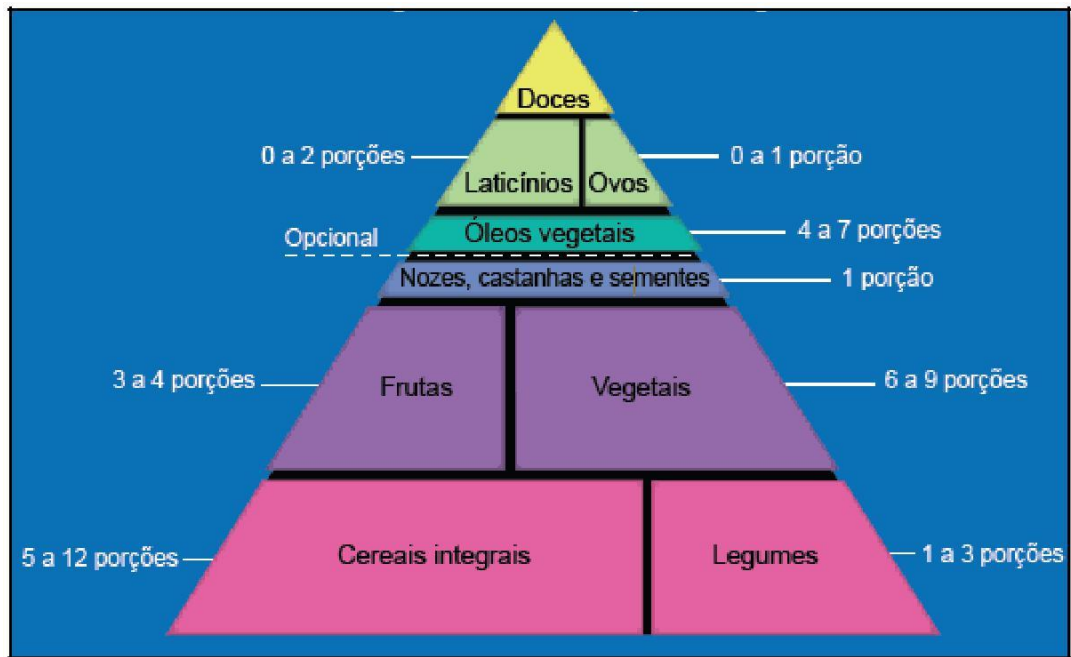 Doces
0 a 2 porções
Laticínios
Ovos
0 a 1 porção
Opcional
Óleos vegetais
4 a 7 porções
Nozes, castanhas e sementes
1 porção
3 a 4 porções
Frutas
Vegetais
6 a 9 porções
5 a 12 porções
Cereais integrais
Legumes
1 a 3 porções